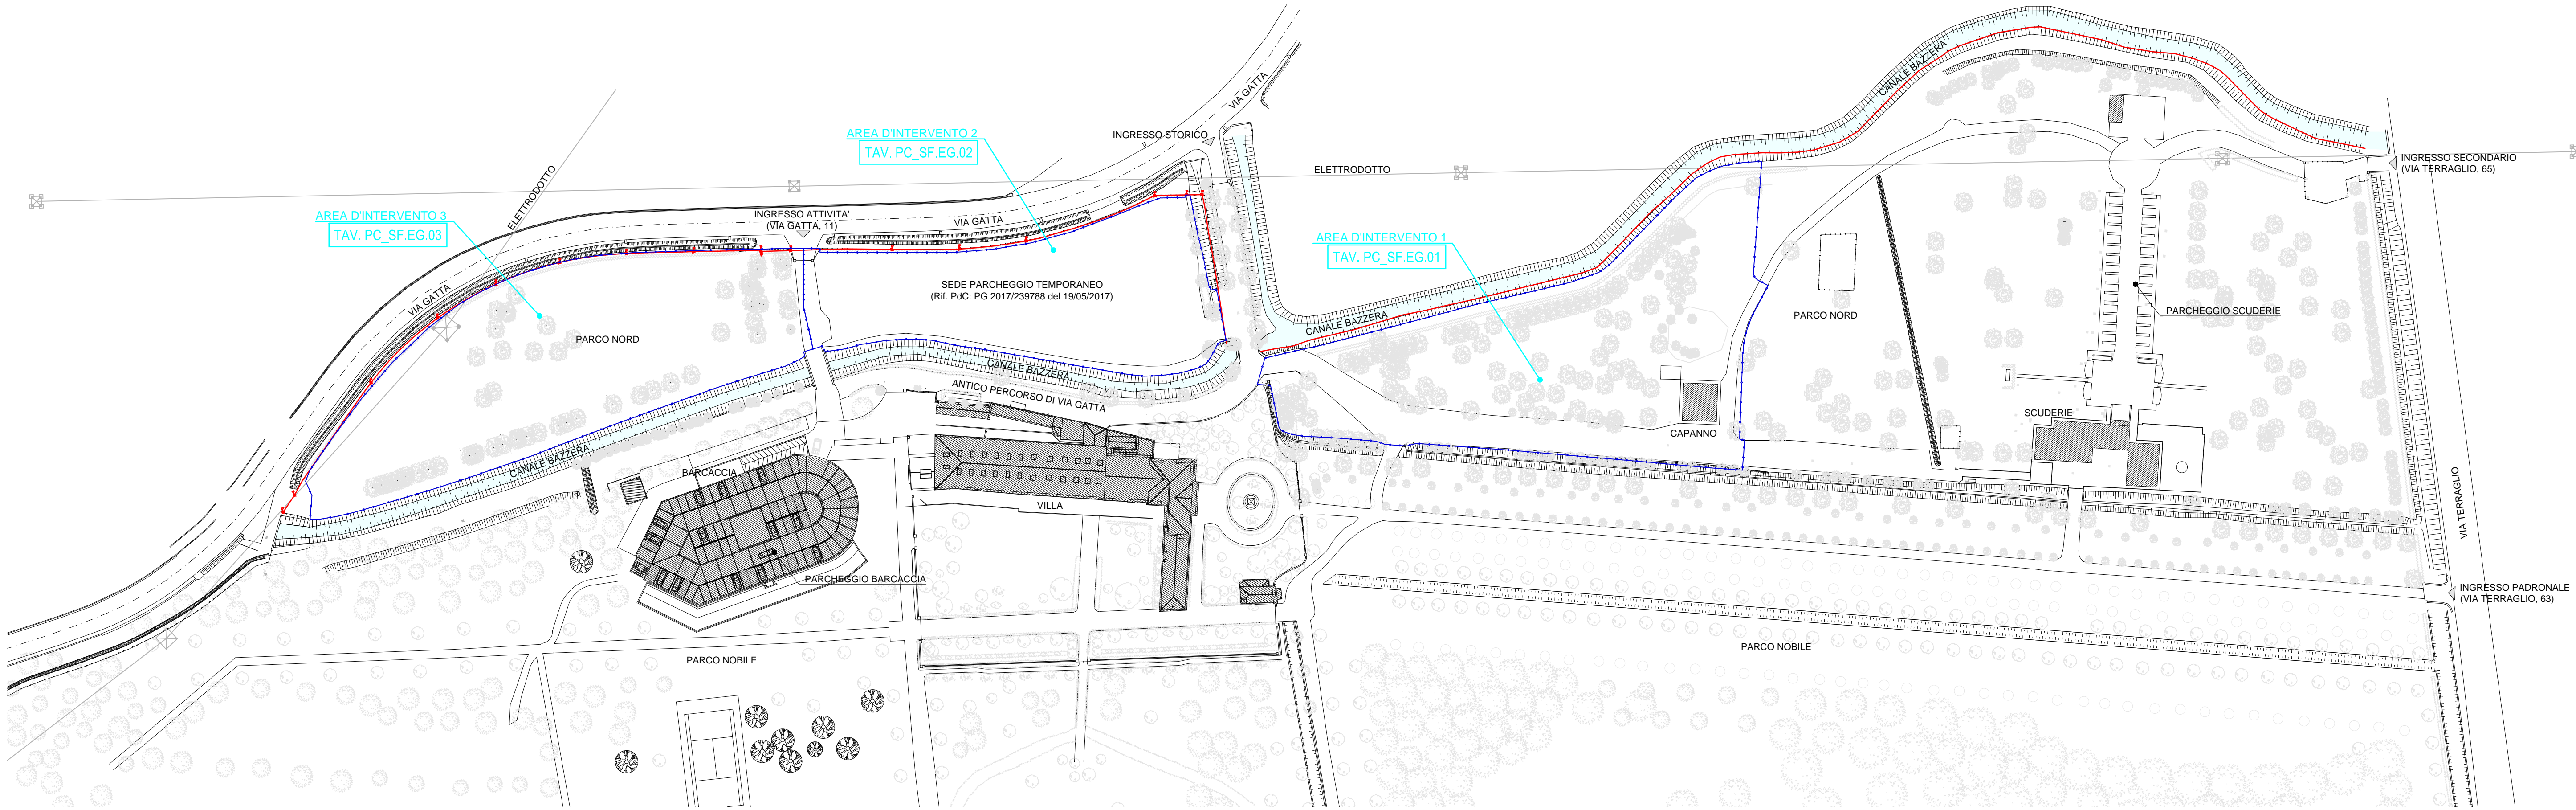 CANALE BAZZERA
VIA GATTA
INGRESSO STORICO
AREA D'INTERVENTO 2
TAV. PC_SF.EG.02
ELETTRODOTTO
ELETTRODOTTO
INGRESSO SECONDARIO
(VIA TERRAGLIO, 65)
AREA D'INTERVENTO 3
TAV. PC_SF.EG.03
INGRESSO ATTIVITA'
(VIA GATTA, 11)
VIA GATTA
AREA D'INTERVENTO 1
TAV. PC_SF.EG.01
VIA GATTA
SEDE PARCHEGGIO TEMPORANEO
(Rif. PdC: PG 2017/239788 del 19/05/2017)
PARCO NORD
CANALE BAZZERA
PARCO NORD
PARCHEGGIO SCUDERIE
CANALE BAZZERA
ANTICO PERCORSO DI VIA GATTA
SCUDERIE
CAPANNO
CANALE BAZZERA
BARCACCIA
VILLA
VIA TERRAGLIO
PARCHEGGIO BARCACCIA
INGRESSO PADRONALE
(VIA TERRAGLIO, 63)
PARCO NOBILE
PARCO NOBILE